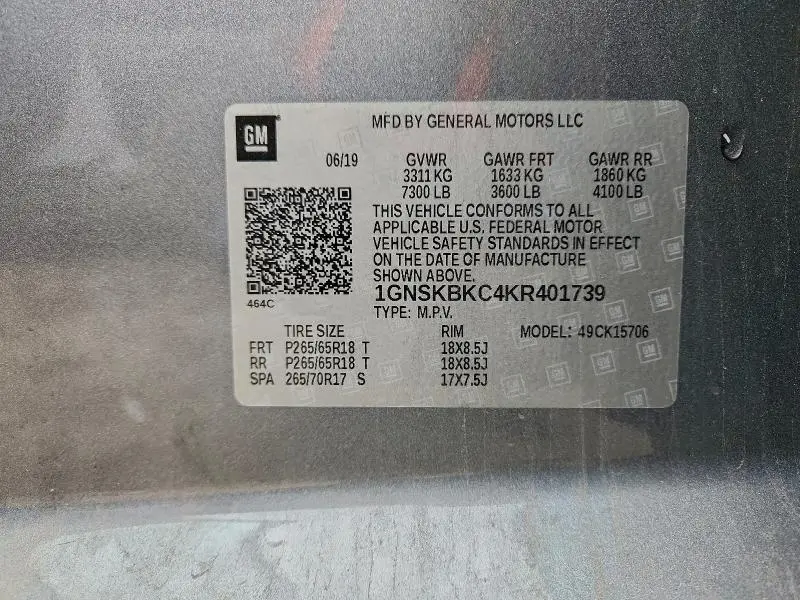 GM
MFD BY GENERAL MOTORS LLC
06/19 GVWR GAWR FRT GAWR RR
3311 KG 1633 KG 1860 KG
7300 LB 3600 LB 4100 LB
THIS VEHICLE CONFORMS TO ALL
APPLICABLE U.S. FEDERAL MOTOR
VEHICLE SAFETY STANDARDS IN EFFECT
ON THE DATE OF MANUFACTURE
SHOWN ABOVE.
464C
1GNSKBKC4KR401739
TYPE: M.P.V.
TIRE SIZE RIM MODEL: 49CK15706
FRT P265/65R18 T 18X8.5J
RR P265/65R18 T 18X8.5J
SPA 265/70R17 S 17X7.5J